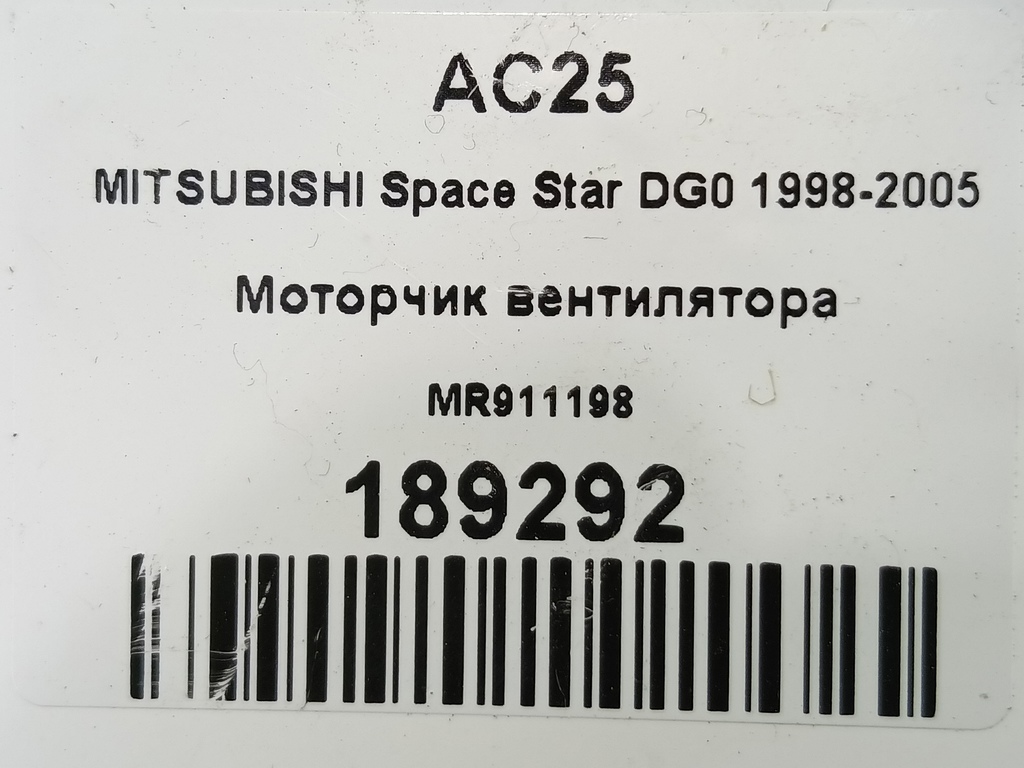 AC25
MITSUBISHI Space Star DG0 1998-2005
Моторчик вентилятора
MR911198
189292